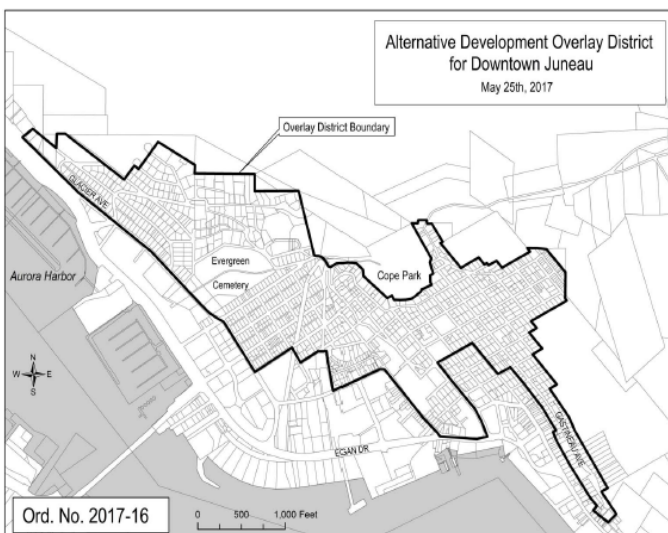 Alternative Development Overlay District
for Downtown Juneau
May 25th, 2017
Overlay District Boundary
GLACIER AVE
Evergreen
Cemetery
Cope Park
Aurora Harbor
N
W E
S
EGAN DR
GASTINEAU AVE
Ord. No. 2017-16
0 500 1,000 Feet